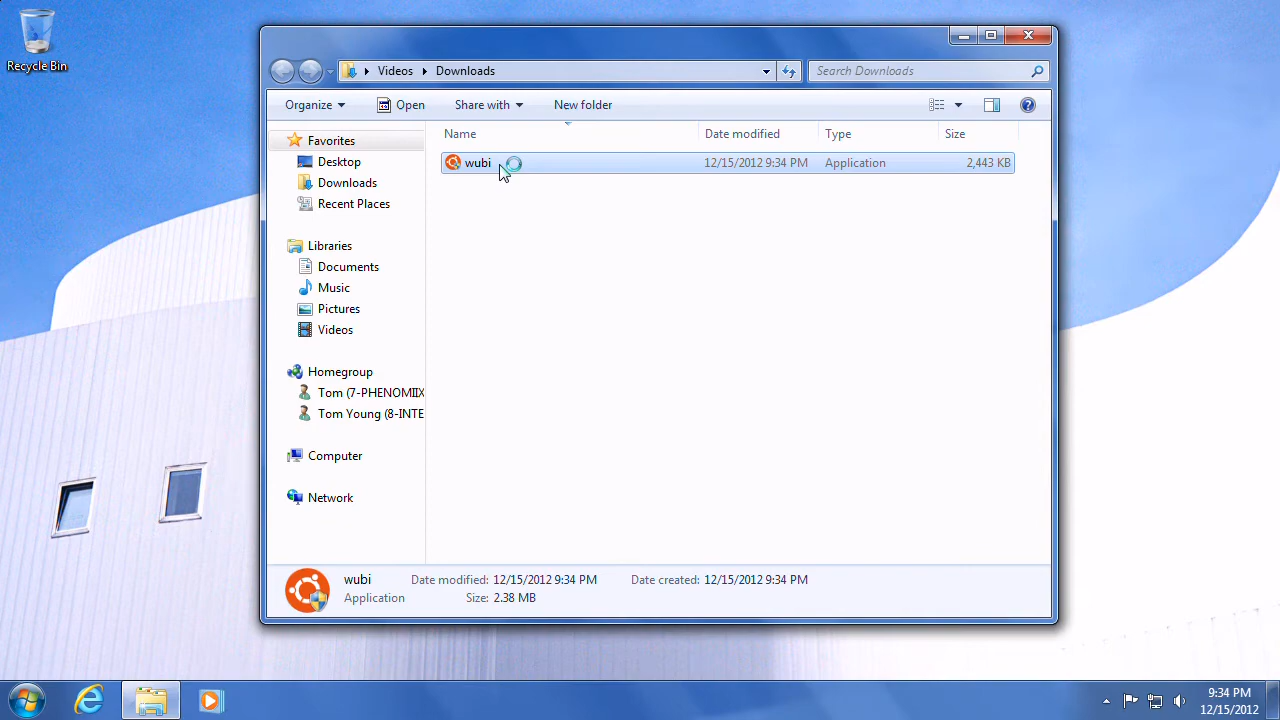 Recycle Bin
Videos Downloads
Search Downloads
Organize Open Share with New folder
Favorites
Desktop
Downloads
Recent Places
Libraries
Documents
Music
Pictures
Videos
Homegroup
Tom (7-PHENOMIIX
Tom Young (8-INTE
Computer
Network
Name Date modified Type Size
wubi 12/15/2012 9:34 PM Application 2,443 KB
wubi Date modified: 12/15/2012 9:34 PM Date created: 12/15/2012 9:34 PM
Application Size: 2.38 MB
9:34 PM
12/15/2012